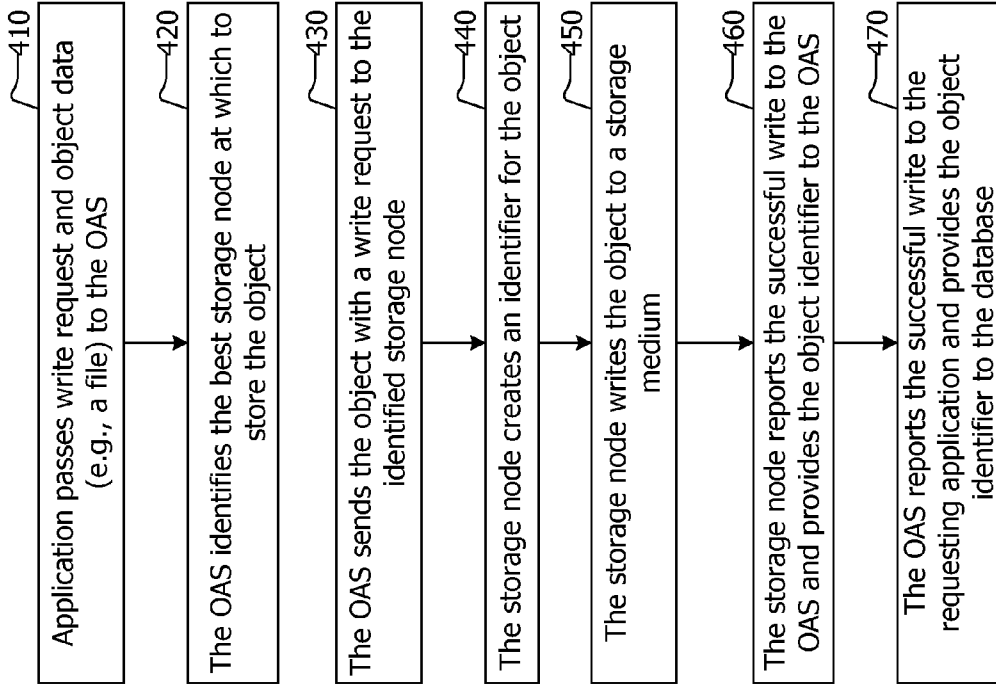 410
Application passes write request and object data
(e.g., a file) to the OAS
420
The OAS identifies the best storage node at which to
store the object
430
The OAS sends the object with a write request to the
identified storage node
440
The storage node creates an identifier for the object
450
The storage node writes the object to a storage
medium
460
The storage node reports the successful write to the
OAS and provides the object identifier to the OAS
470
The OAS reports the successful write to the
requesting application and provides the object
identifier to the database